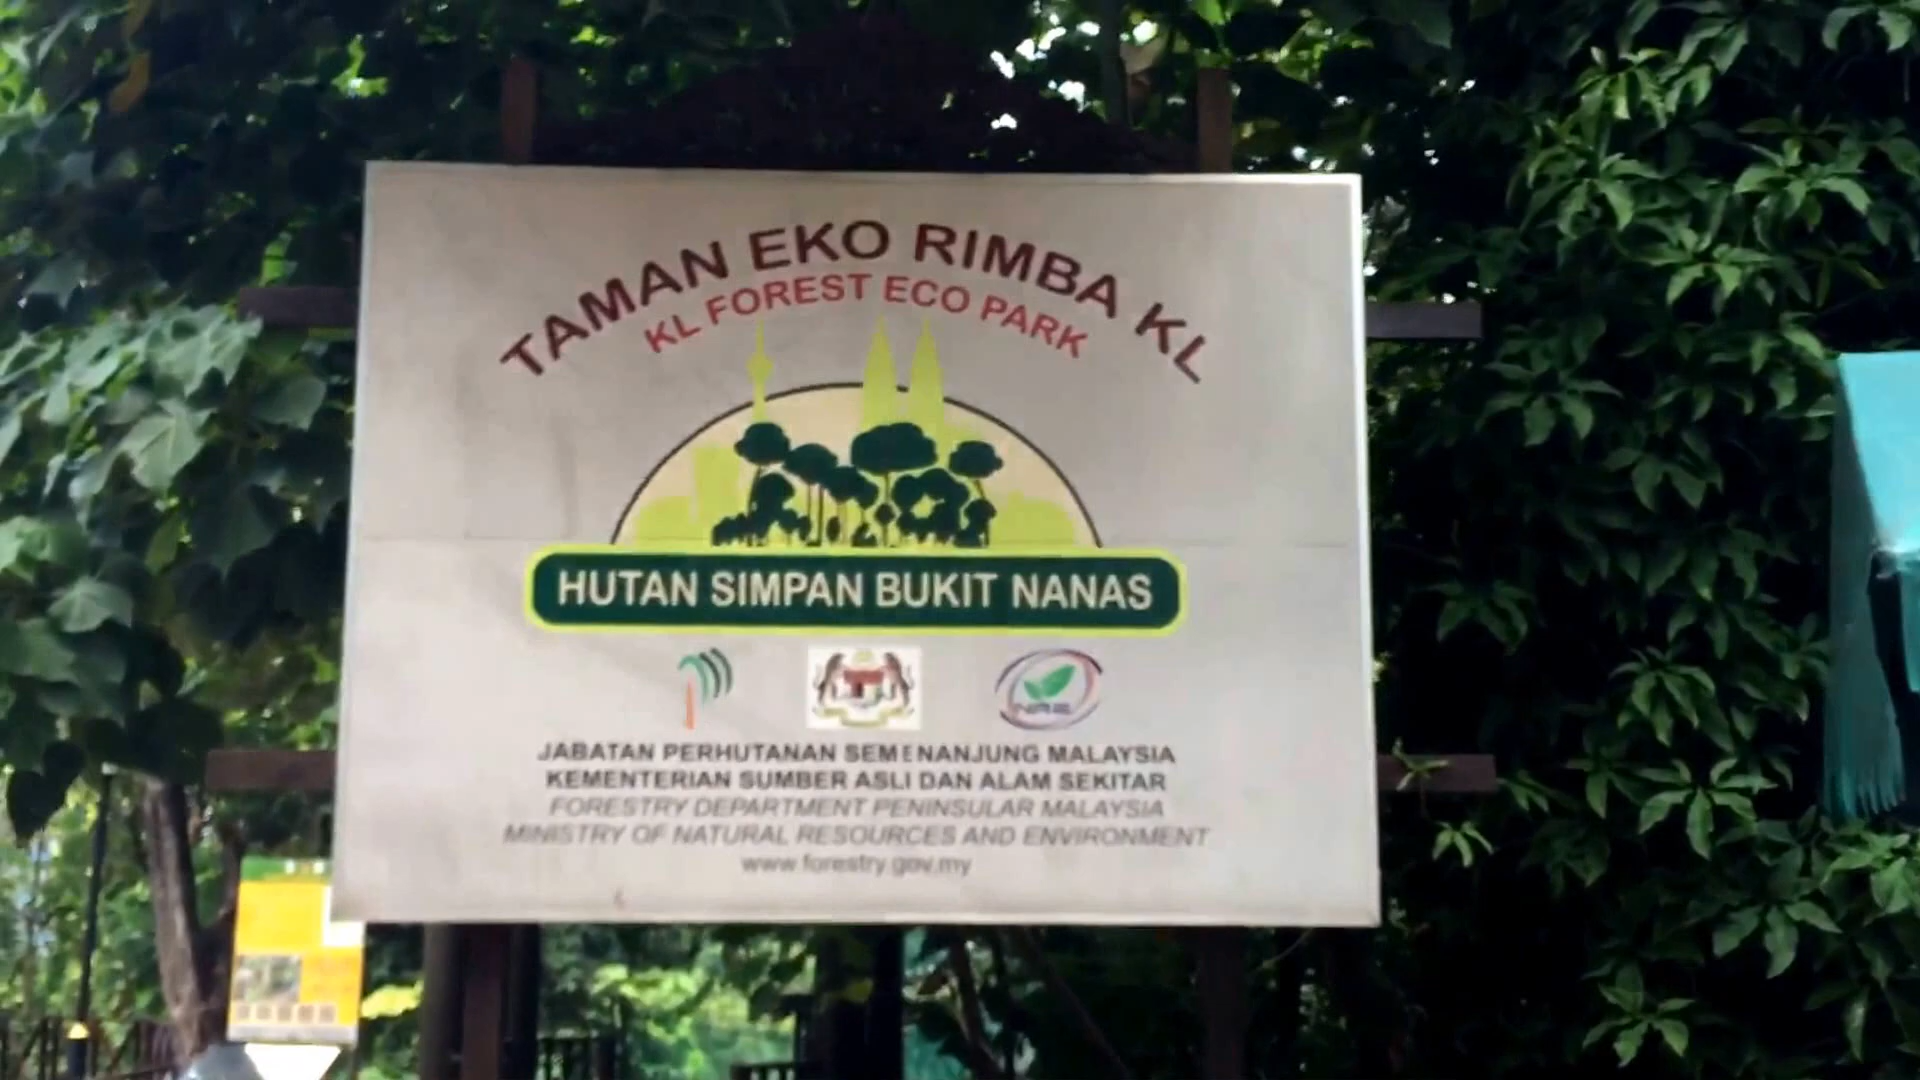 TAMAN EKO RIMBA KL
KL FOREST ECO PARK
HUTAN SIMPAN BUKIT NANAS
NRE
JABATAN PERHUTANAN SEMENANJUNG MALAYSIA
KEMENTERIAN SUMBER ASLI DAN ALAM SEKITAR
FORESTRY DEPARTMENT PENINSULAR MALAYSIA
MINISTRY OF NATURAL RESOURCES AND ENVIRONMENT
www.forestry.gov.my